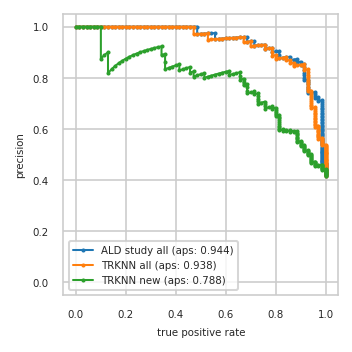 1.0
0.8
0.6
0.4
0.2
0.0
precision
ALD study all (aps: 0.944)
TRKNN all (aps: 0.938)
TRKNN new (aps: 0.788)
0.0 0.2 0.4 0.6 0.8 1.0
true positive rate